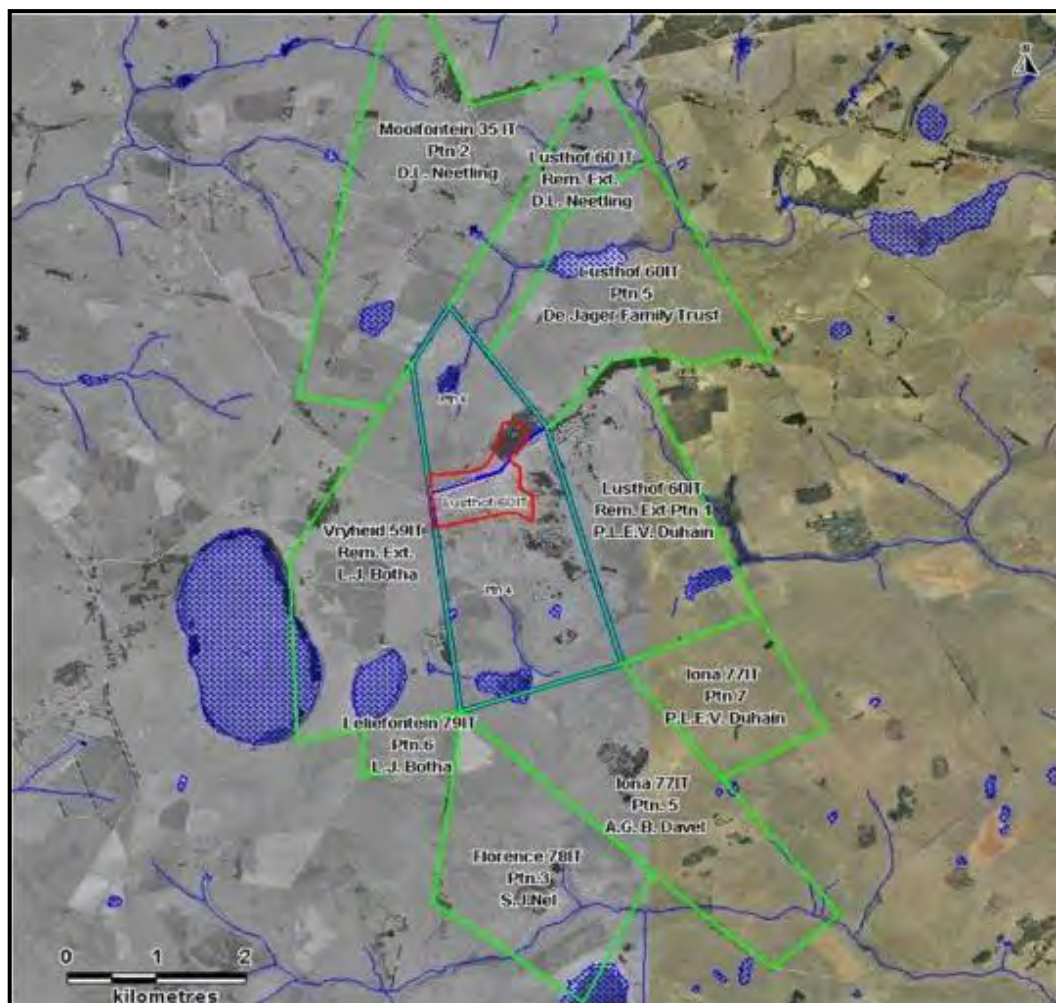 N
Mooifontein 35 IT
Ptn 2
D.L. Neetling
Lusthof 60 IT
Rem. Ext.
D.L. Neetling
Lusthof 60IT
Ptn 5
De Jager Family Trust
Ptn 4
Lusthof 60IT
Lusthof 60IT
Rem. Ext Ptn 1
P.L.E.V. Duhain
Vryheid 59IT
Rem. Ext.
L.J. Botha
Ptn 4
Iona 77IT
Ptn 7
P.L.E.V. Duhain
Leliefontein 79IT
Ptn.6
L.J. Botha
Iona 77IT
Ptn. 5
A.G. B. Davel
Florence 78IT
Ptn.3
S.J.Nel
0 1 2
kilometres